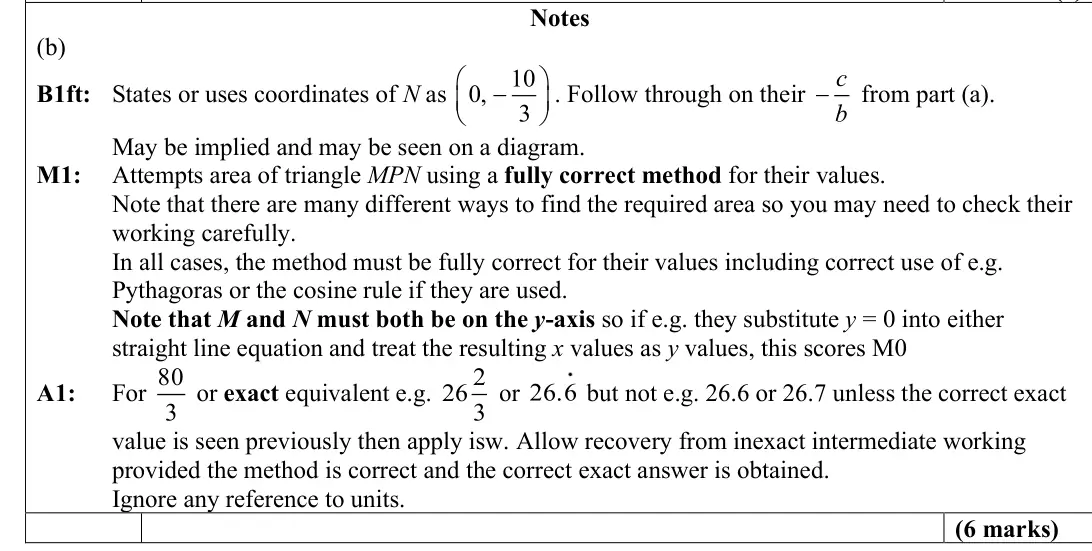 Notes
(b)
B1ft: States or uses coordinates of N as (0, −10/3). Follow through on their −c/b from part (a).
May be implied and may be seen on a diagram.
M1: Attempts area of triangle MPN using a fully correct method for their values.
Note that there are many different ways to find the required area so you may need to check their
working carefully.
In all cases, the method must be fully correct for their values including correct use of e.g.
Pythagoras or the cosine rule if they are used.
Note that M and N must both be on the y-axis so if e.g. they substitute y = 0 into either
straight line equation and treat the resulting x values as y values, this scores M0
A1: For 80/3 or exact equivalent e.g. 26 2/3 or 26.6̇ but not e.g. 26.6 or 26.7 unless the correct exact
value is seen previously then apply isw. Allow recovery from inexact intermediate working
provided the method is correct and the correct exact answer is obtained.
Ignore any reference to units.
(6 marks)